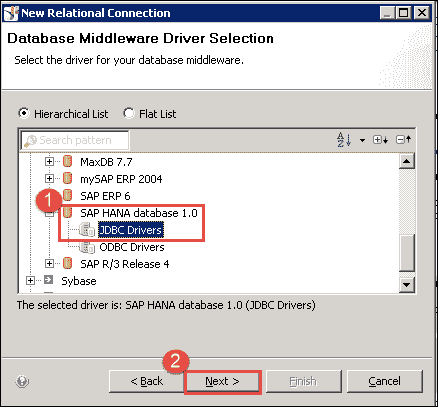 New Relational Connection
Database Middleware Driver Selection
Select the driver for your database middleware.
Hierarchical List Flat List
Search pattern
MaxDB 7.7
mySAP ERP 2004
SAP ERP 6
1
SAP HANA database 1.0
JDBC Drivers
ODBC Drivers
SAP R/3 Release 4
Sybase
The selected driver is: SAP HANA database 1.0 (JDBC Drivers)
2
< Back Next > Finish Cancel